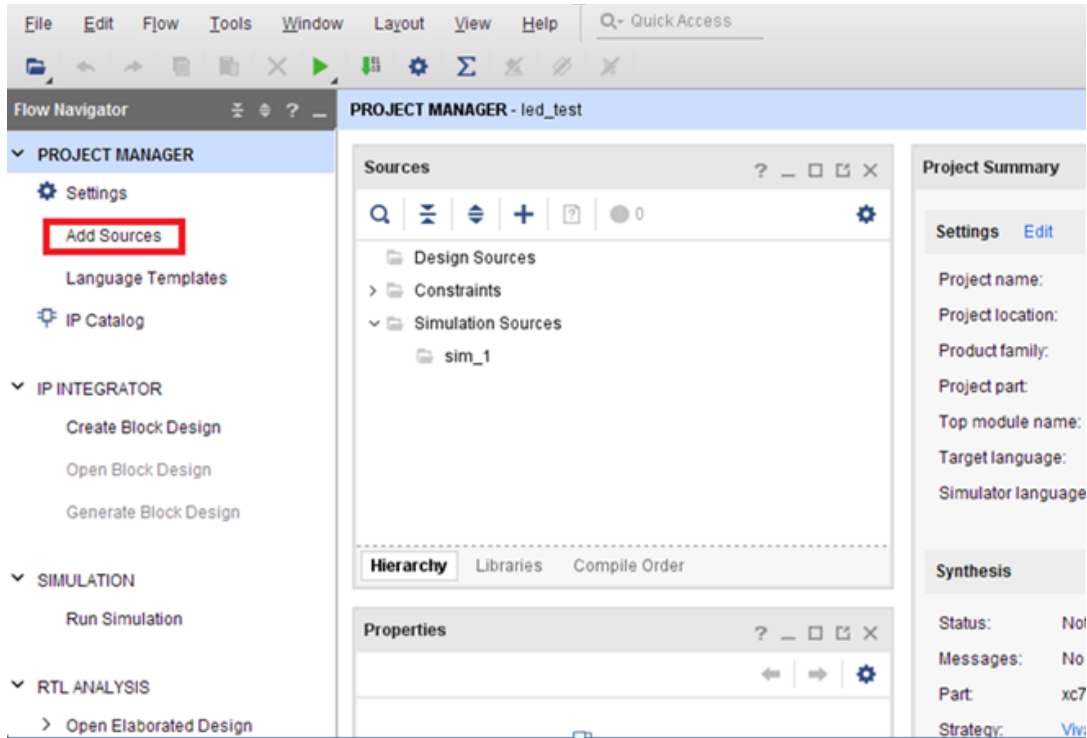 File Edit Flow Tools Window Layout View Help Quick Access
Flow Navigator ?
PROJECT MANAGER - led_test
PROJECT MANAGER
Settings
Add Sources
Language Templates
IP Catalog
IP INTEGRATOR
Create Block Design
Open Block Design
Generate Block Design
SIMULATION
Run Simulation
RTL ANALYSIS
Open Elaborated Design
Sources ?
0
Design Sources
Constraints
Simulation Sources
sim_1
Hierarchy Libraries Compile Order
Properties ?
Project Summary
Settings Edit
Project name:
Project location:
Product family:
Project part:
Top module name:
Target language:
Simulator language
Synthesis
Status: Not
Messages: No
Part: xc7
Strategy: Viva